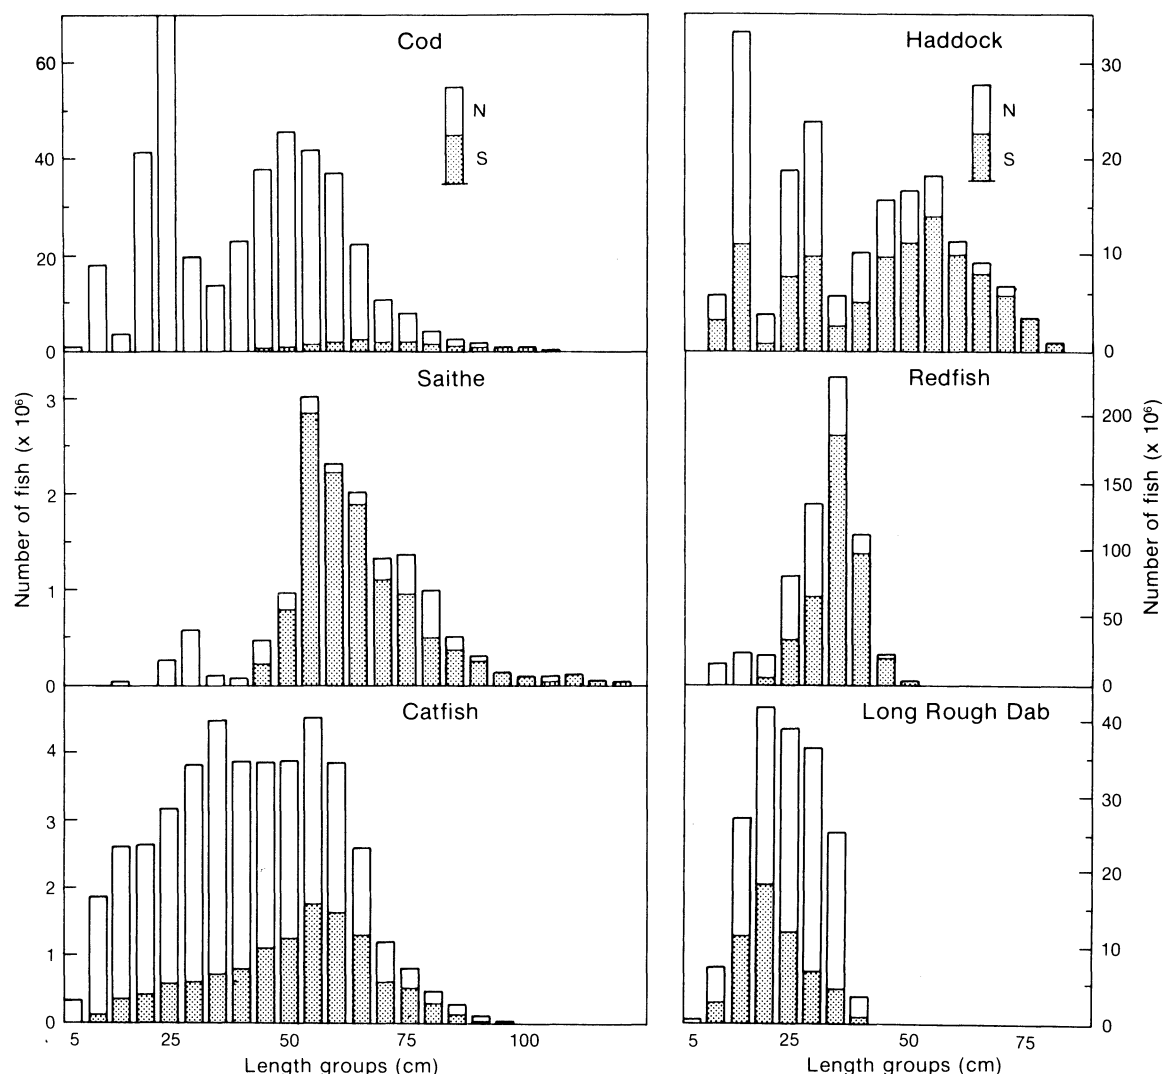 Cod
Haddock
60
40
20
0
N
S
N
S
30
20
10
0
Saithe
Redfish
3
2
1
0
200
150
100
50
0
Number of fish (x 10⁶)
Number of fish (x 10⁶)
Catfish
Long Rough Dab
4
3
2
1
0
40
30
20
10
0
5 25 50 75 100
5 25 50 75
Length groups (cm)
Length groups (cm)